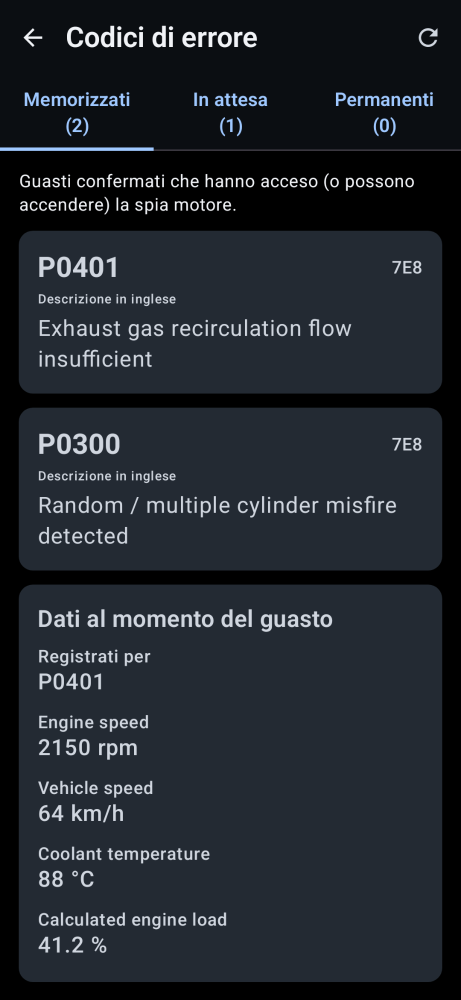 Codici di errore
Memorizzati
(2)
In attesa
(1)
Permanenti
(0)
Guasti confermati che hanno acceso (o possono
accendere) la spia motore.
P0401
7E8
Descrizione in inglese
Exhaust gas recirculation flow
insufficient
P0300
7E8
Descrizione in inglese
Random / multiple cylinder misfire
detected
Dati al momento del guasto
Registrati per
P0401
Engine speed
2150 rpm
Vehicle speed
64 km/h
Coolant temperature
88 °C
Calculated engine load
41.2 %